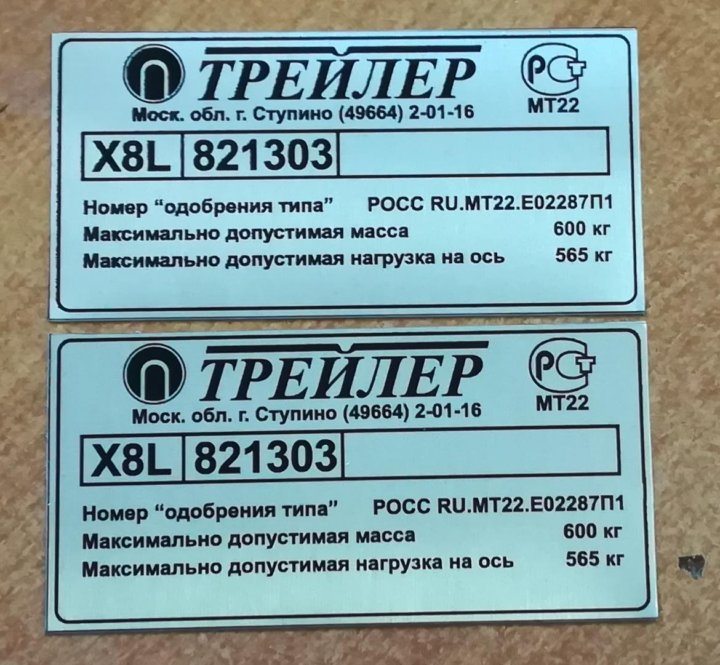 ТРЕЙЛЕР
РСТ
Моск. обл. г. Ступино (49664) 2-01-16
МТ22
X8L 821303
Номер “одобрения типа” РОСС RU.МТ22.Е02287П1
Максимально допустимая масса 600 кг
Максимально допустимая нагрузка на ось 565 кг
ТРЕЙЛЕР
РСТ
Моск. обл. г. Ступино (49664) 2-01-16
МТ22
X8L 821303
Номер “одобрения типа” РОСС RU.МТ22.Е02287П1
Максимально допустимая масса 600 кг
Максимально допустимая нагрузка на ось 565 кг